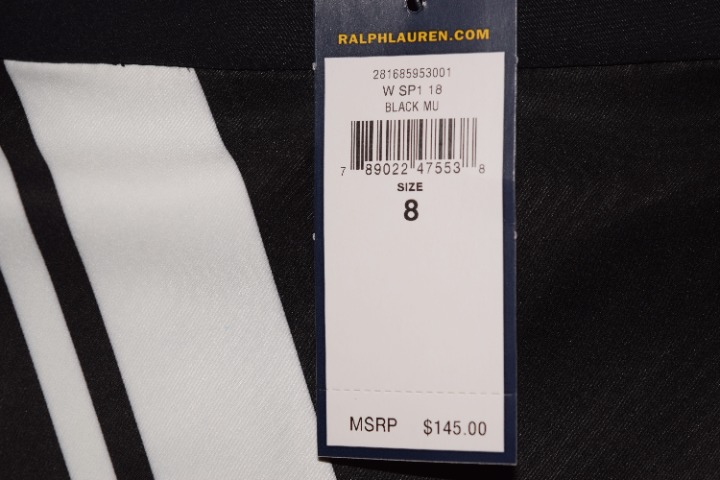 RALPHLAUREN.COM
281685953001
W SP1 18
BLACK MU
7 89022 47553 8
SIZE
8
MSRP $145.00